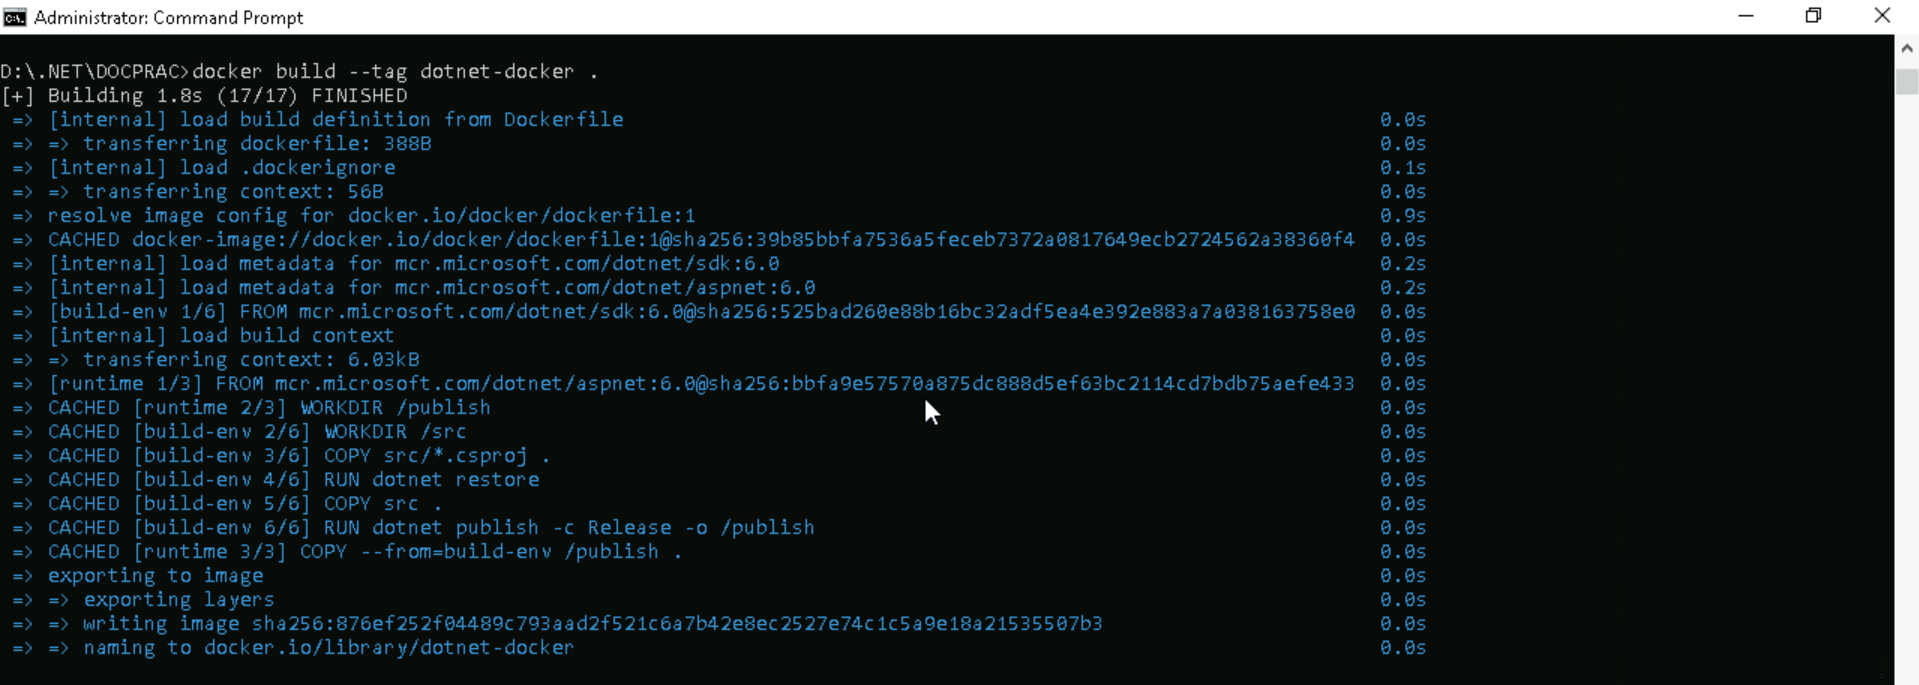 Administrator: Command Prompt
D:\.NET\DOCPRAC>docker build --tag dotnet-docker .
[+] Building 1.8s (17/17) FINISHED
=> [internal] load build definition from Dockerfile 0.0s
=> => transferring dockerfile: 388B 0.0s
=> [internal] load .dockerignore 0.1s
=> => transferring context: 56B 0.0s
=> resolve image config for docker.io/docker/dockerfile:1 0.9s
=> CACHED docker-image://docker.io/docker/dockerfile:1@sha256:39b85bbfa7536a5feceb7372a0817649ecb2724562a38360f4 0.0s
=> [internal] load metadata for mcr.microsoft.com/dotnet/sdk:6.0 0.2s
=> [internal] load metadata for mcr.microsoft.com/dotnet/aspnet:6.0 0.2s
=> [build-env 1/6] FROM mcr.microsoft.com/dotnet/sdk:6.0@sha256:525bad260e88b16bc32adf5ea4e392e883a7a038163758e0 0.0s
=> [internal] load build context 0.0s
=> => transferring context: 6.03kB 0.0s
=> [runtime 1/3] FROM mcr.microsoft.com/dotnet/aspnet:6.0@sha256:bbfa9e57570a875dc888d5ef63bc2114cd7bdb75aefe433 0.0s
=> CACHED [runtime 2/3] WORKDIR /publish 0.0s
=> CACHED [build-env 2/6] WORKDIR /src 0.0s
=> CACHED [build-env 3/6] COPY src/*.csproj . 0.0s
=> CACHED [build-env 4/6] RUN dotnet restore 0.0s
=> CACHED [build-env 5/6] COPY src . 0.0s
=> CACHED [build-env 6/6] RUN dotnet publish -c Release -o /publish 0.0s
=> CACHED [runtime 3/3] COPY --from=build-env /publish . 0.0s
=> exporting to image 0.0s
=> => exporting layers 0.0s
=> => writing image sha256:876ef252f04489c793aad2f521c6a7b42e8ec2527e74c1c5a9e18a21535507b3 0.0s
=> => naming to docker.io/library/dotnet-docker 0.0s